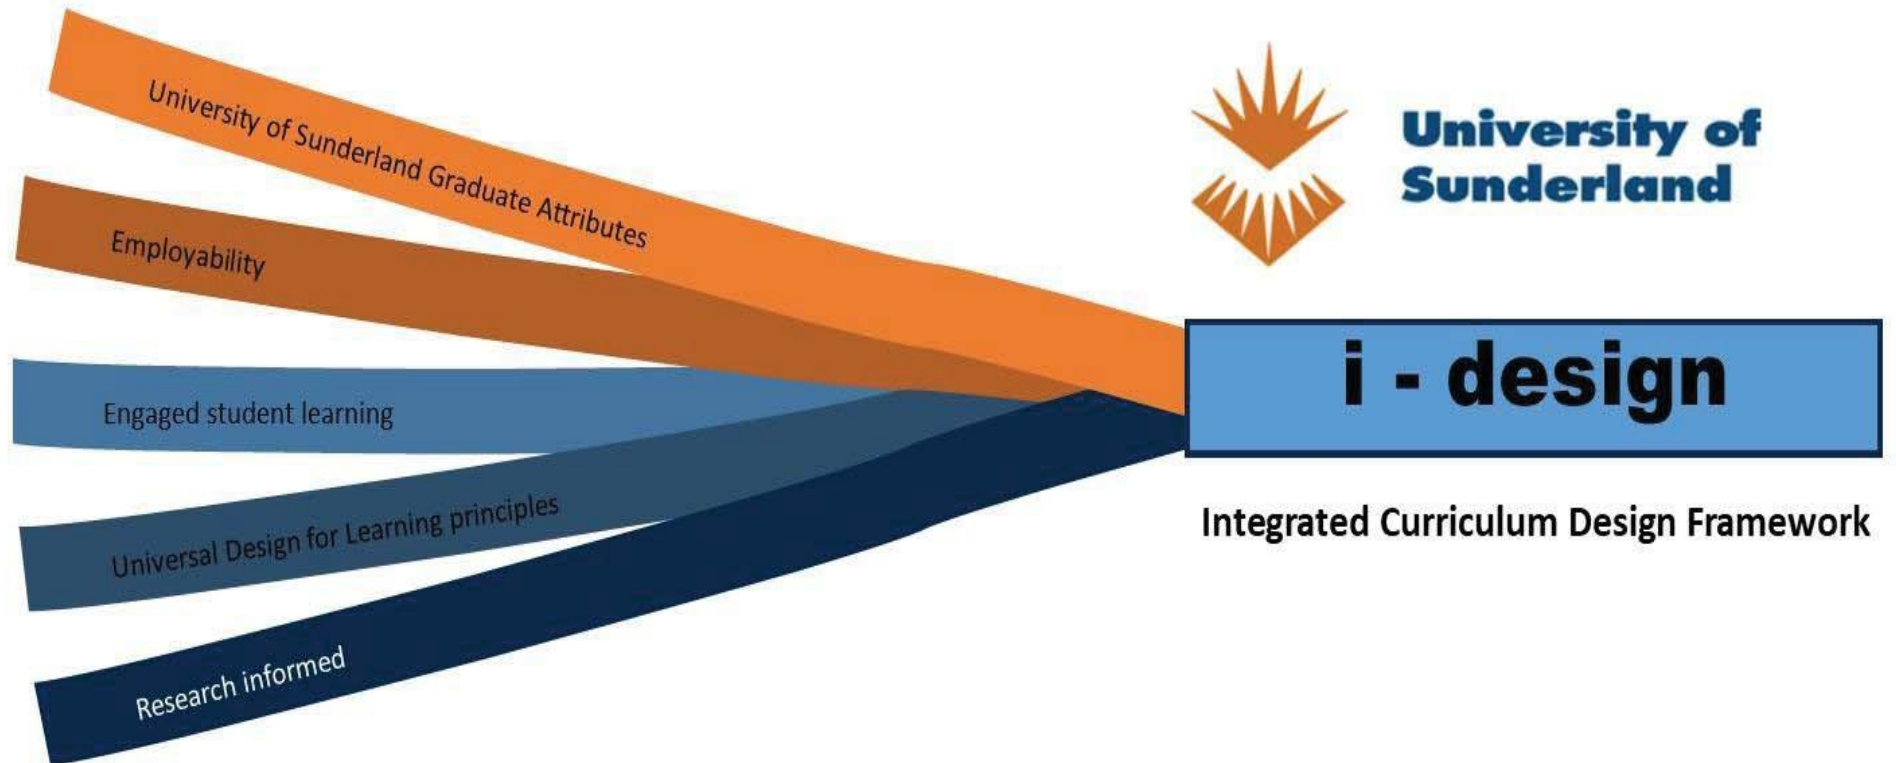 University of Sunderland Graduate Attributes
Employability
Engaged student learning
Universal Design for Learning principles
Research informed
University of
Sunderland
i - design
Integrated Curriculum Design Framework